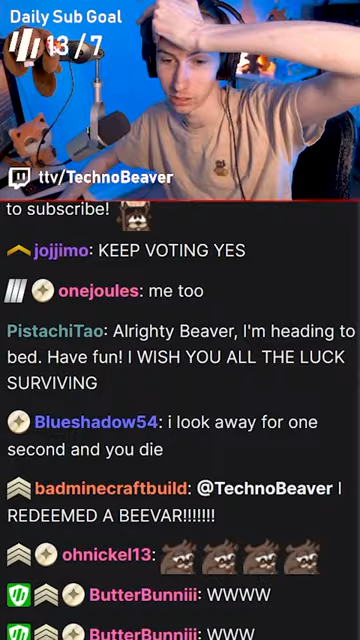 Daily Sub Goal
13 / 7
ttv/TechnoBeaver
to subscribe!
jojjimo: KEEP VOTING YES
onejoules: me too
PistachiTao: Alrighty Beaver, I'm heading to
bed. Have fun! I WISH YOU ALL THE LUCK
SURVIVING
Blueshadow54: i look away for one
second and you die
badminecraftbuild: @TechnoBeaver I
REDEEMED A BEEVAR!!!!!!!
ohnickel13:
ButterBunniii: WWWW
ButterBunniii: WWW